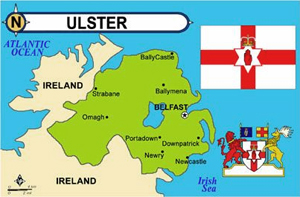 N
ULSTER
ATLANTIC
OCEAN
BallyCastle
IRELAND
Strabane
Ballymena
BELFAST
Omagh
Portadown
Downpatrick
Newry
Newcastle
IRELAND
Irish
Sea